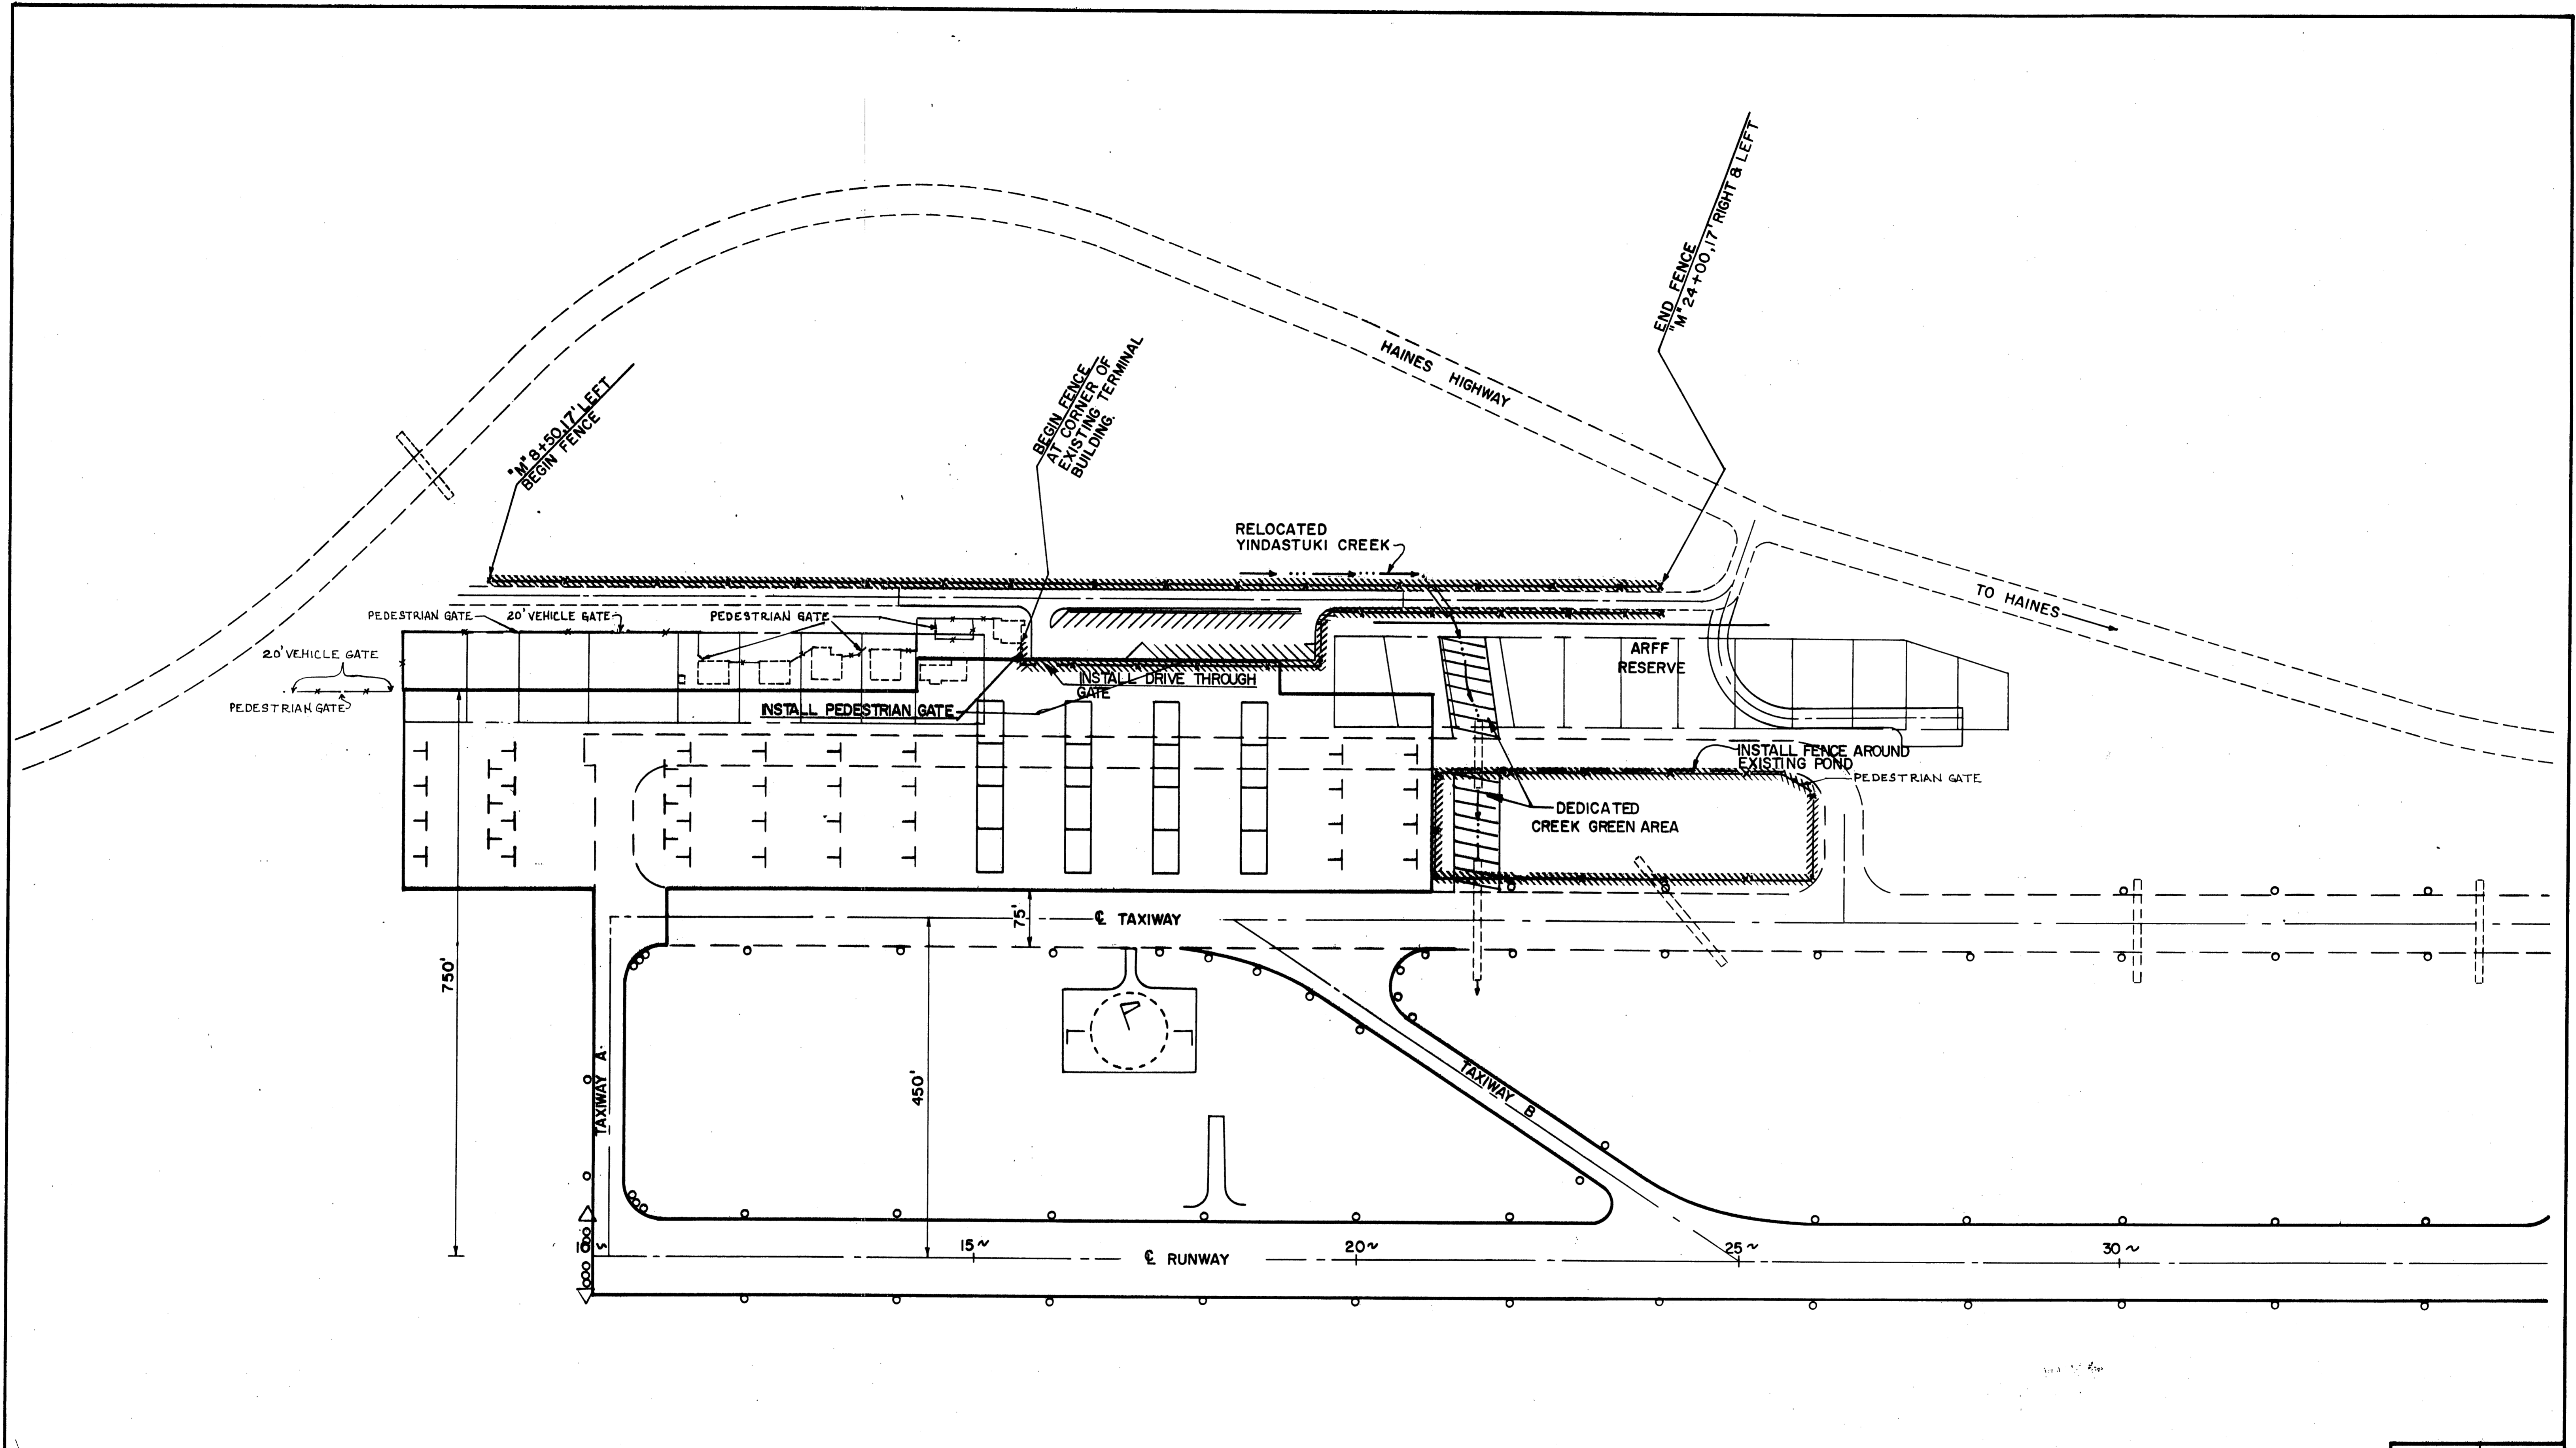 END FENCE
"M" 24+00, 17' RIGHT & LEFT
HAINES HIGHWAY
"M" 8+50, 17' LEFT
BEGIN FENCE
BEGIN FENCE
AT CORNER OF
EXISTING TERMINAL
BUILDING.
RELOCATED
YINDASTUKI CREEK
TO HAINES
PEDESTRIAN GATE
20' VEHICLE GATE
PEDESTRIAN GATE
20' VEHICLE GATE
PEDESTRIAN GATE
ARFF
RESERVE
INSTALL DRIVE THROUGH
GATE
INSTALL PEDESTRIAN GATE
INSTALL FENCE AROUND
EXISTING POND
PEDESTRIAN GATE
DEDICATED
CREEK GREEN AREA
75'
℄ TAXIWAY
750'
450'
TAXIWAY A
TAXIWAY B
10
15
20
25
30
℄ RUNWAY